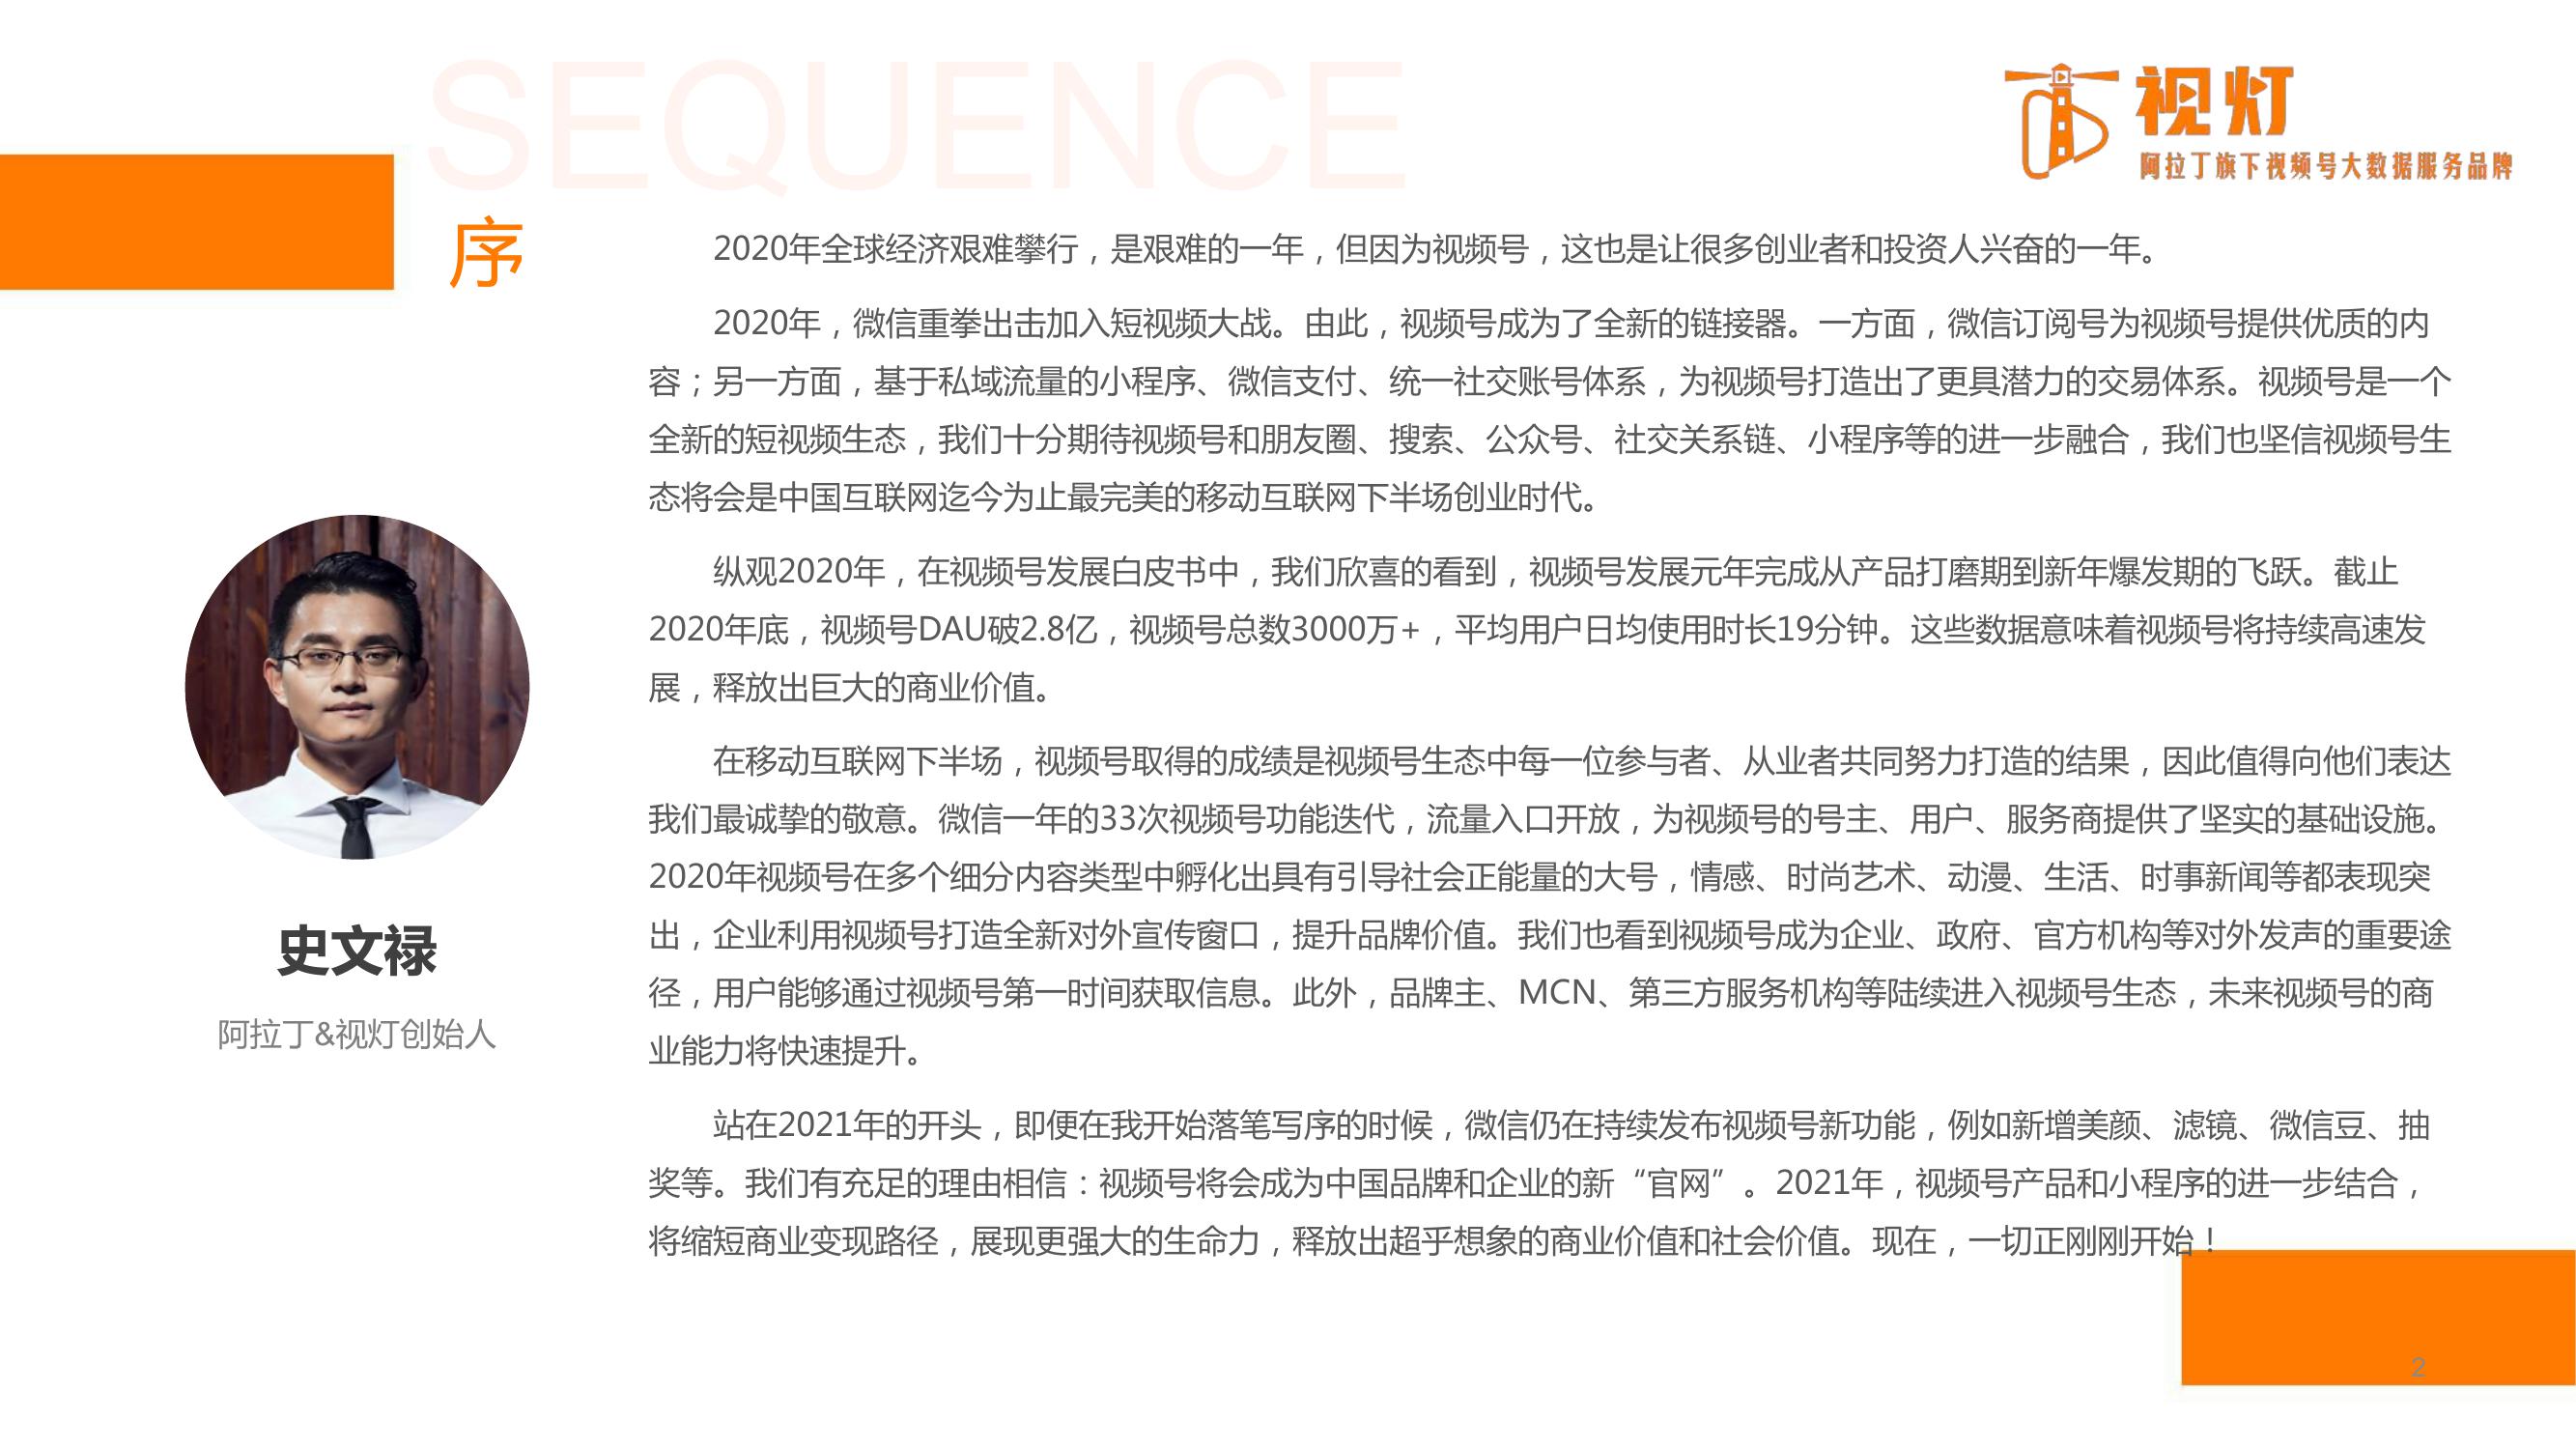 SEQUENCE
视灯
阿拉丁旗下视频号大数据服务品牌
序
2020年全球经济艰难攀行，是艰难的一年，但因为视频号，这也是让很多创业者和投资人兴奋的一年。
2020年，微信重拳出击加入短视频大战。由此，视频号成为了全新的链接器。一方面，微信订阅号为视频号提供优质的内
容；另一方面，基于私域流量的小程序、微信支付、统一社交账号体系，为视频号打造出了更具潜力的交易体系。视频号是一个
全新的短视频生态，我们十分期待视频号和朋友圈、搜索、公众号、社交关系链、小程序等的进一步融合，我们也坚信视频号生
态将会是中国互联网迄今为止最完美的移动互联网下半场创业时代。
纵观2020年，在视频号发展白皮书中，我们欣喜的看到，视频号发展元年完成从产品打磨期到新年爆发期的飞跃。截止
2020年底，视频号DAU破2.8亿，视频号总数3000万+，平均用户日均使用时长19分钟。这些数据意味着视频号将持续高速发
展，释放出巨大的商业价值。
在移动互联网下半场，视频号取得的成绩是视频号生态中每一位参与者、从业者共同努力打造的结果，因此值得向他们表达
我们最诚挚的敬意。微信一年的33次视频号功能迭代，流量入口开放，为视频号的号主、用户、服务商提供了坚实的基础设施。
2020年视频号在多个细分内容类型中孵化出具有引导社会正能量的大号，情感、时尚艺术、动漫、生活、时事新闻等都表现突
出，企业利用视频号打造全新对外宣传窗口，提升品牌价值。我们也看到视频号成为企业、政府、官方机构等对外发声的重要途
径，用户能够通过视频号第一时间获取信息。此外，品牌主、MCN、第三方服务机构等陆续进入视频号生态，未来视频号的商
业能力将快速提升。
站在2021年的开头，即便在我开始落笔写序的时候，微信仍在持续发布视频号新功能，例如新增美颜、滤镜、微信豆、抽
奖等。我们有充足的理由相信：视频号将会成为中国品牌和企业的新“官网”。2021年，视频号产品和小程序的进一步结合，
将缩短商业变现路径，展现更强大的生命力，释放出超乎想象的商业价值和社会价值。现在，一切正刚刚开始！
史文禄
阿拉丁&视灯创始人
2